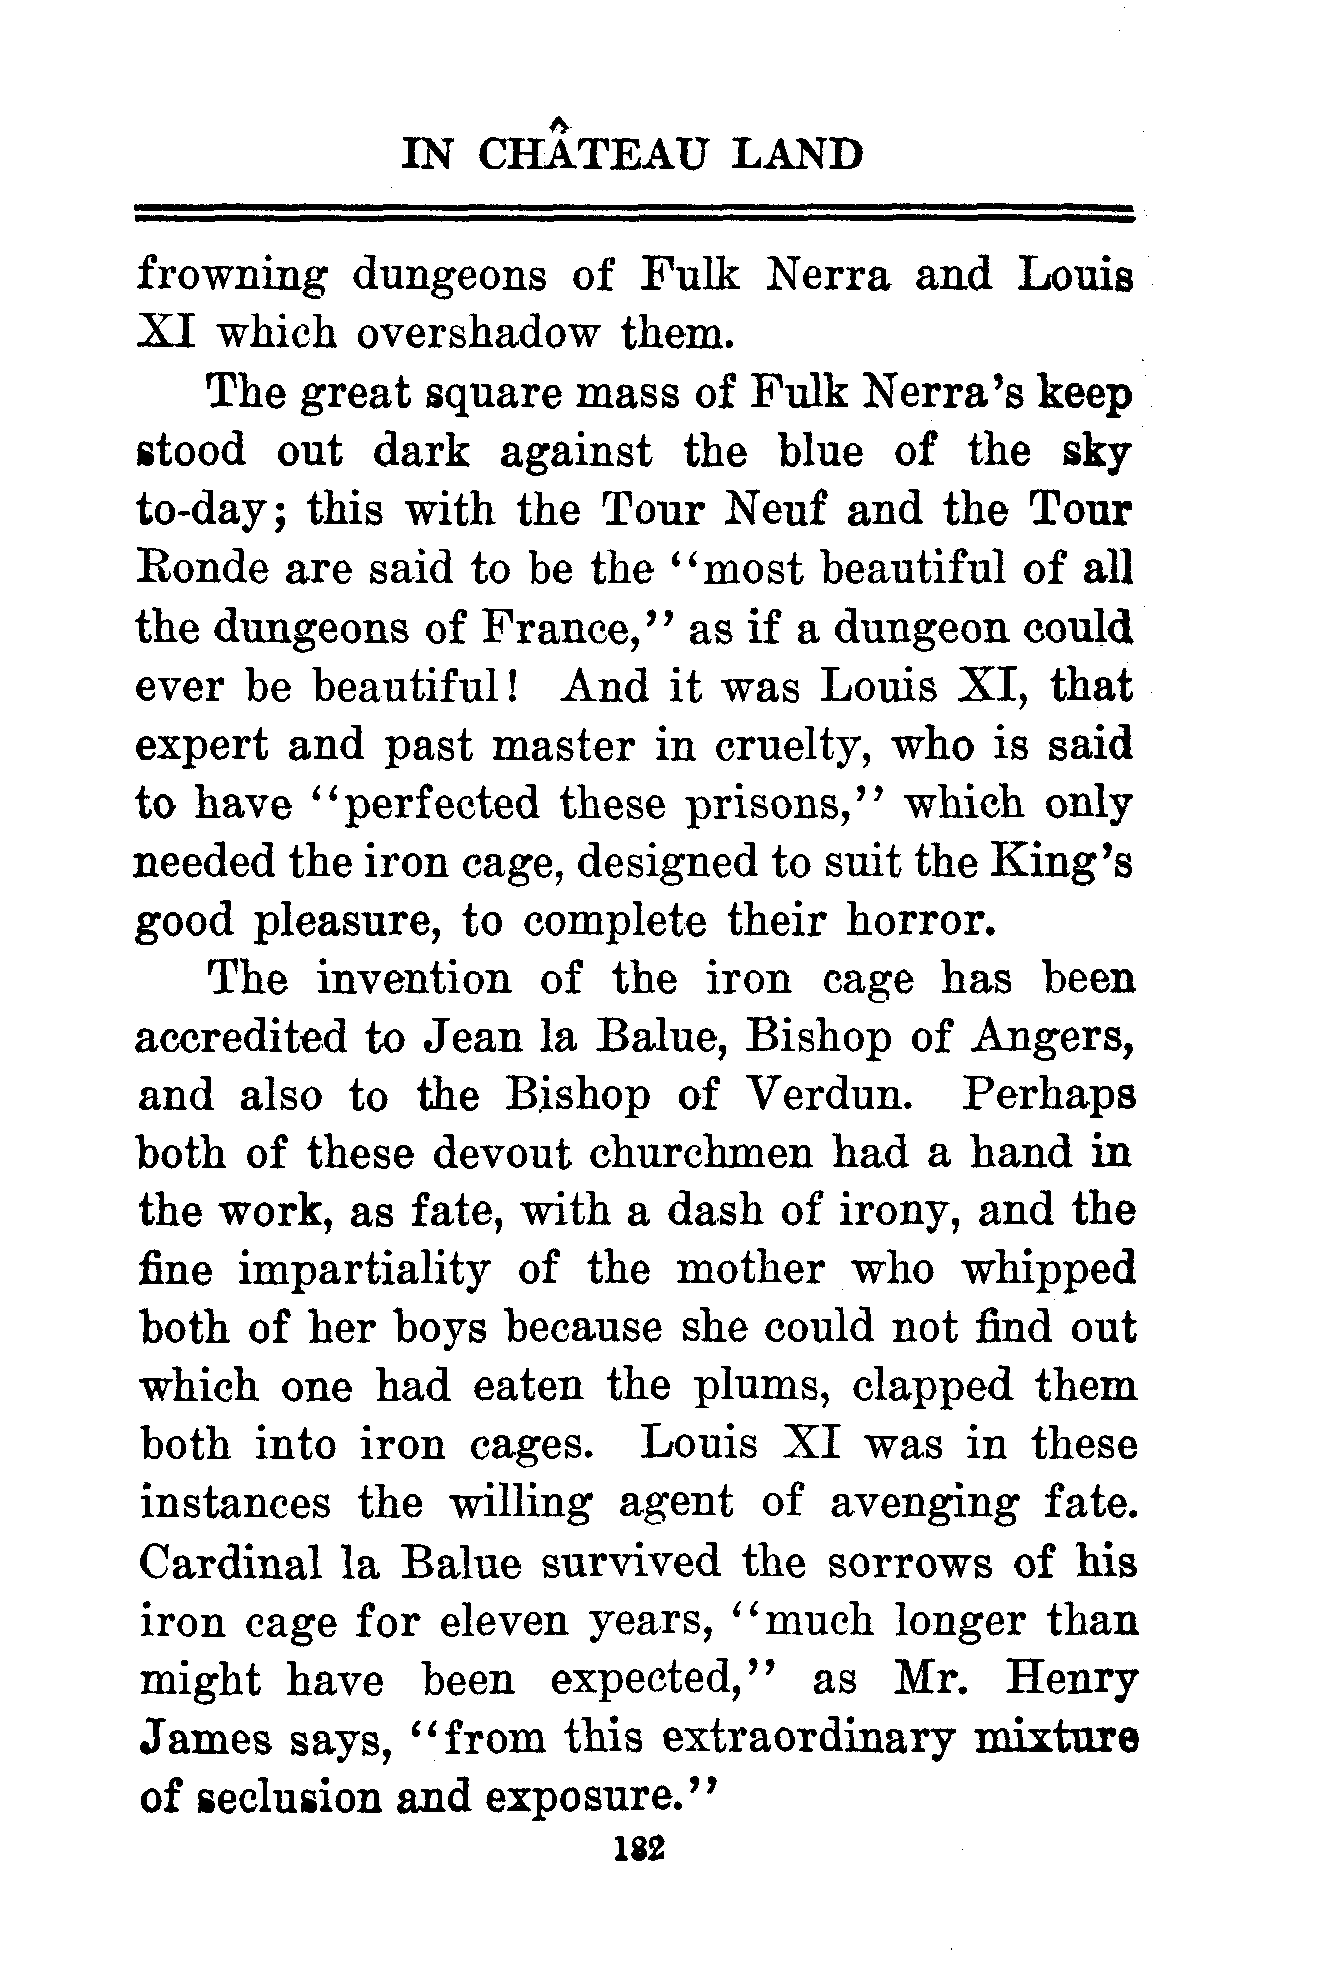 IN CHÂTEAU LAND
frowning dungeons of Fulk Nerra and Louis
XI which overshadow them.
The great square mass of Fulk Nerra's keep
stood out dark against the blue of the sky
to-day; this with the Tour Neuf and the Tour
Ronde are said to be the "most beautiful of all
the dungeons of France," as if a dungeon could
ever be beautiful! And it was Louis XI, that
expert and past master in cruelty, who is said
to have "perfected these prisons," which only
needed the iron cage, designed to suit the King's
good pleasure, to complete their horror.
The invention of the iron cage has been
accredited to Jean la Balue, Bishop of Angers,
and also to the Bishop of Verdun. Perhaps
both of these devout churchmen had a hand in
the work, as fate, with a dash of irony, and the
fine impartiality of the mother who whipped
both of her boys because she could not find out
which one had eaten the plums, clapped them
both into iron cages. Louis XI was in these
instances the willing agent of avenging fate.
Cardinal la Balue survived the sorrows of his
iron cage for eleven years, "much longer than
might have been expected," as Mr. Henry
James says, "from this extraordinary mixture
of seclusion and exposure."
182